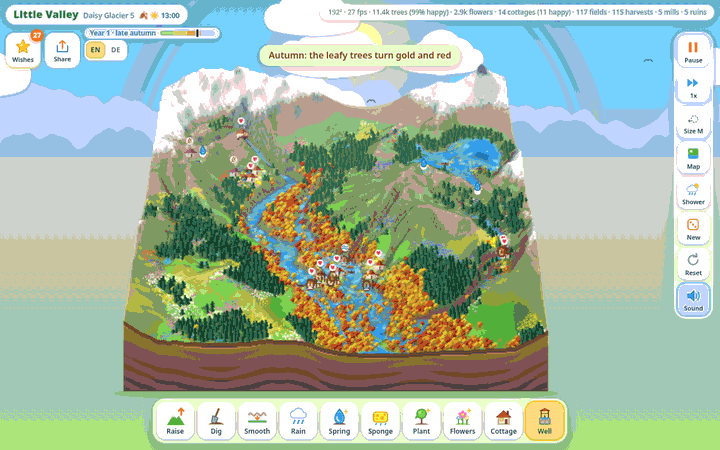 Little Valley Daisy Glacier 5 13:00
192² · 27 fps · 11.4k trees (99% happy) · 2.9k flowers · 14 cottages (11 happy) · 117 fields · 115 harvests · 5 mills · 5 ruins
Year 1 · late autumn
27
Wishes
Share
EN
DE
Autumn: the leafy trees turn gold and red
Pause
1x
Size M
Map
Shower
New
Reset
Sound
Raise
Dig
Smooth
Rain
Spring
Sponge
Plant
Flowers
Cottage
Well